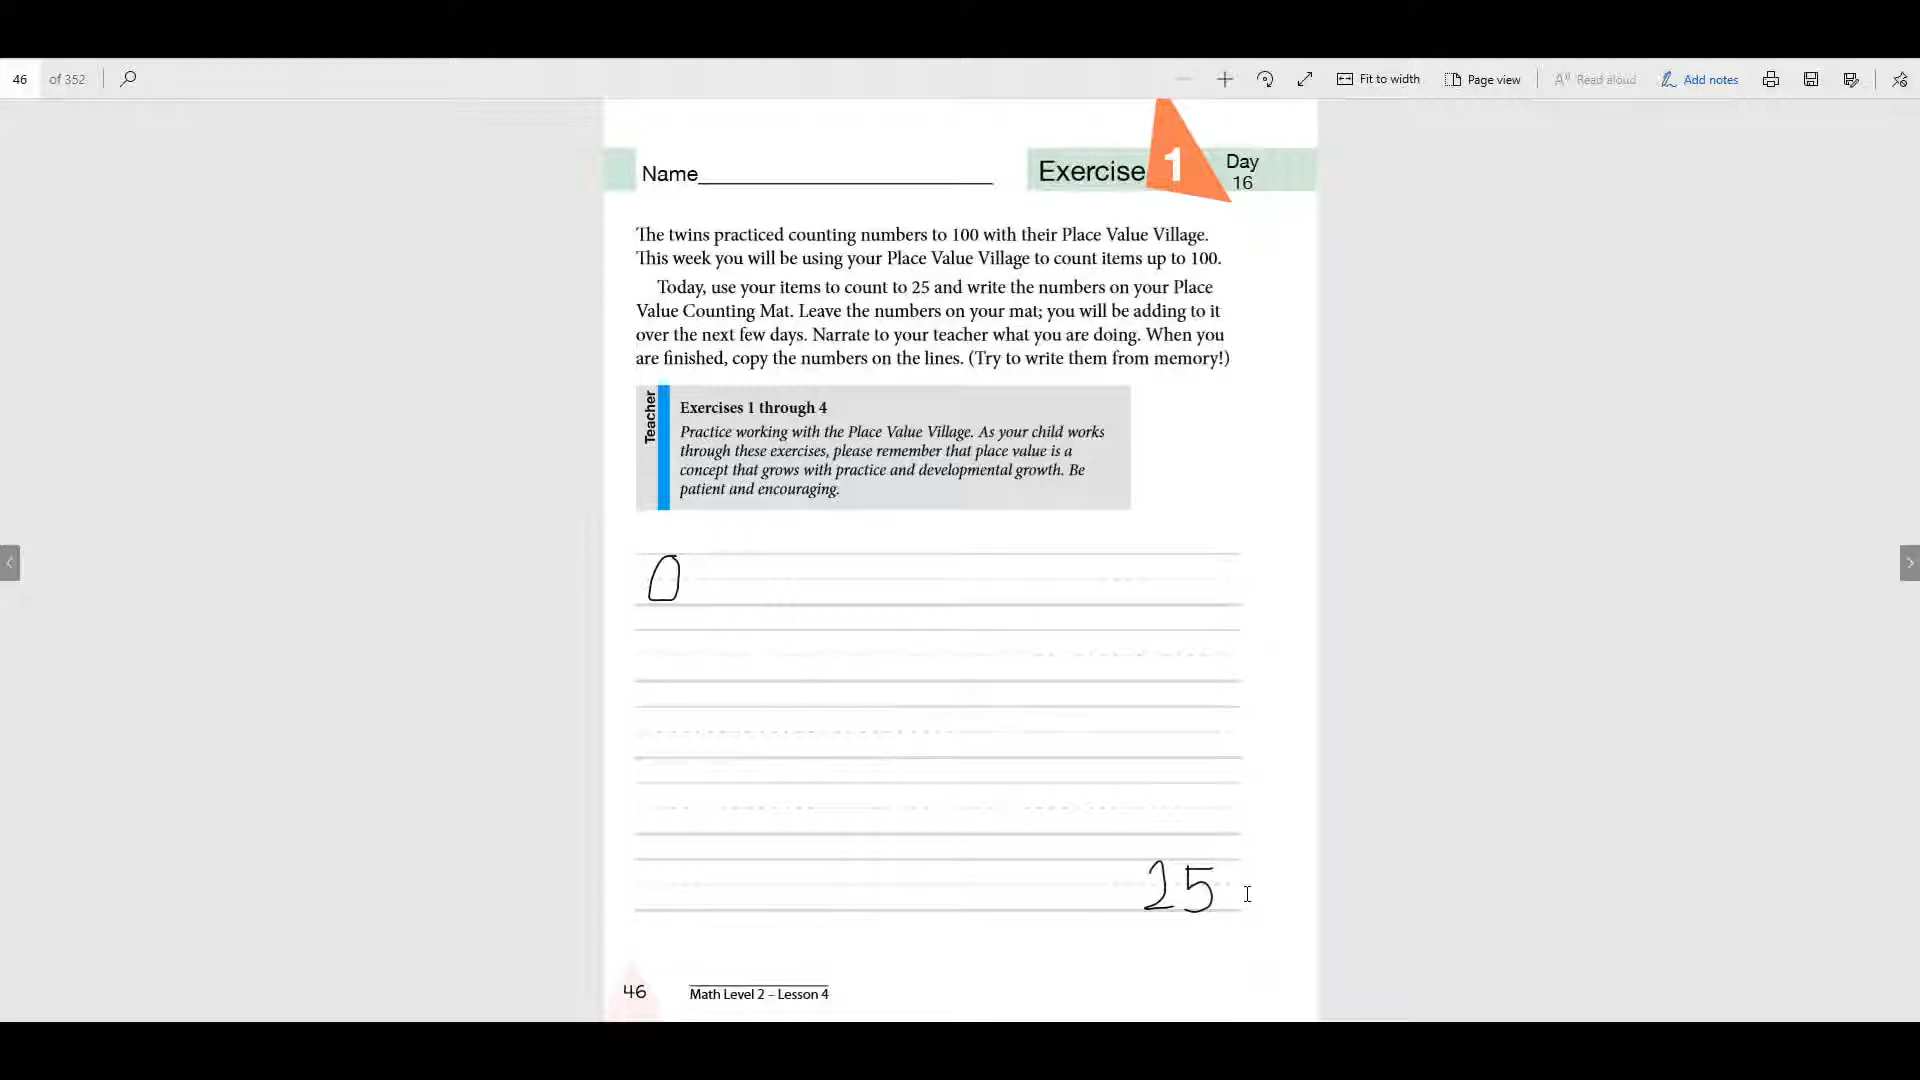 46 of 352 Fit to width Page view Read aloud Add notes
Name Exercise 1 Day
16
The twins practiced counting numbers to 100 with their Place Value Village.
This week you will be using your Place Value Village to count items up to 100.
Today, use your items to count to 25 and write the numbers on your Place
Value Counting Mat. Leave the numbers on your mat; you will be adding to it
over the next few days. Narrate to your teacher what you are doing. When you
are finished, copy the numbers on the lines. (Try to write them from memory!)
Teacher
Exercises 1 through 4
Practice working with the Place Value Village. As your child works
through these exercises, please remember that place value is a
concept that grows with practice and developmental growth. Be
patient and encouraging.
0
25
46 Math Level 2 – Lesson 4